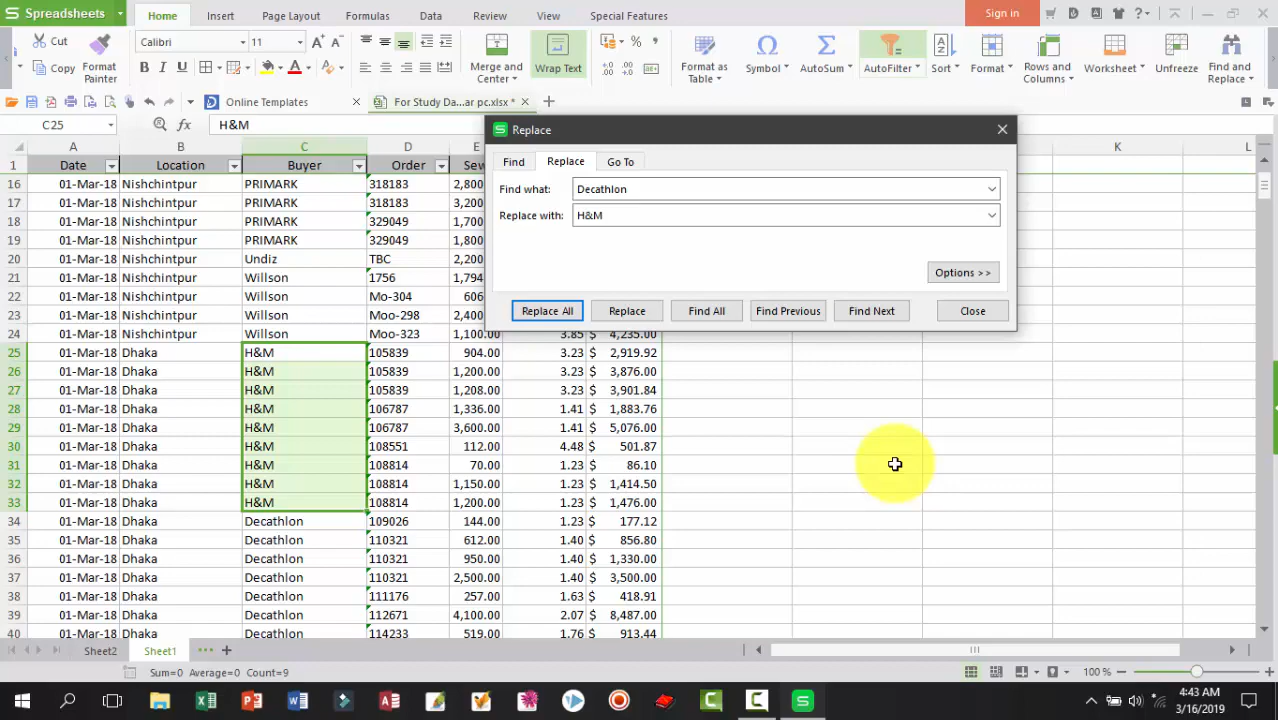 Spreadsheets Home Insert Page Layout Formulas Data Review View Special Features Sign in
Cut Calibri 11
Copy Format Painter Merge and Center Wrap Text Format as Table Symbol AutoSum AutoFilter Sort Format Rows and Columns Worksheet Unfreeze Find and Replace
Online Templates For Study Da...ar pc.xlsx *
C25 fx H&M
Replace
Find Replace Go To
Find what: Decathlon
Replace with: H&M
Options >>
Replace All Replace Find All Find Previous Find Next Close
A B C D E K L
1 Date Location Buyer Order Sew
16 01-Mar-18 Nishchintpur PRIMARK 318183 2,800
17 01-Mar-18 Nishchintpur PRIMARK 318183 3,200
18 01-Mar-18 Nishchintpur PRIMARK 329049 1,700
19 01-Mar-18 Nishchintpur PRIMARK 329049 1,800
20 01-Mar-18 Nishchintpur Undiz TBC
21 01-Mar-18 Nishchintpur Willson 1756 1,794
22 01-Mar-18 Nishchintpur Willson Mo-304 606
23 01-Mar-18 Nishchintpur Willson Moo-298 2,400
24 01-Mar-18 Nishchintpur Willson Moo-323 1,100.00 3.85 $ 4,235.00
25 01-Mar-18 Dhaka H&M 105839 904.00 3.23 $ 2,919.92
26 01-Mar-18 Dhaka H&M 105839 1,200.00 3.23 $ 3,876.00
27 01-Mar-18 Dhaka H&M 105839 1,208.00 3.23 $ 3,901.84
28 01-Mar-18 Dhaka H&M 106787 1,336.00 1.41 $ 1,883.76
29 01-Mar-18 Dhaka H&M 106787 3,600.00 1.41 $ 5,076.00
30 01-Mar-18 Dhaka H&M 108551 112.00 4.48 $ 501.87
31 01-Mar-18 Dhaka H&M 108814 70.00 1.23 $ 86.10
32 01-Mar-18 Dhaka H&M 108814 1,150.00 1.23 $ 1,414.50
33 01-Mar-18 Dhaka H&M 108814 1,200.00 1.23 $ 1,476.00
34 01-Mar-18 Dhaka Decathlon 109026 144.00 1.23 $ 177.12
35 01-Mar-18 Dhaka Decathlon 110321 612.00 1.40 $ 856.80
36 01-Mar-18 Dhaka Decathlon 110321 950.00 1.40 $ 1,330.00
37 01-Mar-18 Dhaka Decathlon 110321 2,500.00 1.40 $ 3,500.00
38 01-Mar-18 Dhaka Decathlon 111176 257.00 1.63 $ 418.91
39 01-Mar-18 Dhaka Decathlon 112671 4,100.00 2.07 $ 8,487.00
40 01-Mar-18 Dhaka Decathlon 114233 519.00 1.76 $ 913.44
Sheet2 Sheet1
Sum=0 Average=0 Count=9 100 %
4:43 AM
3/16/2019